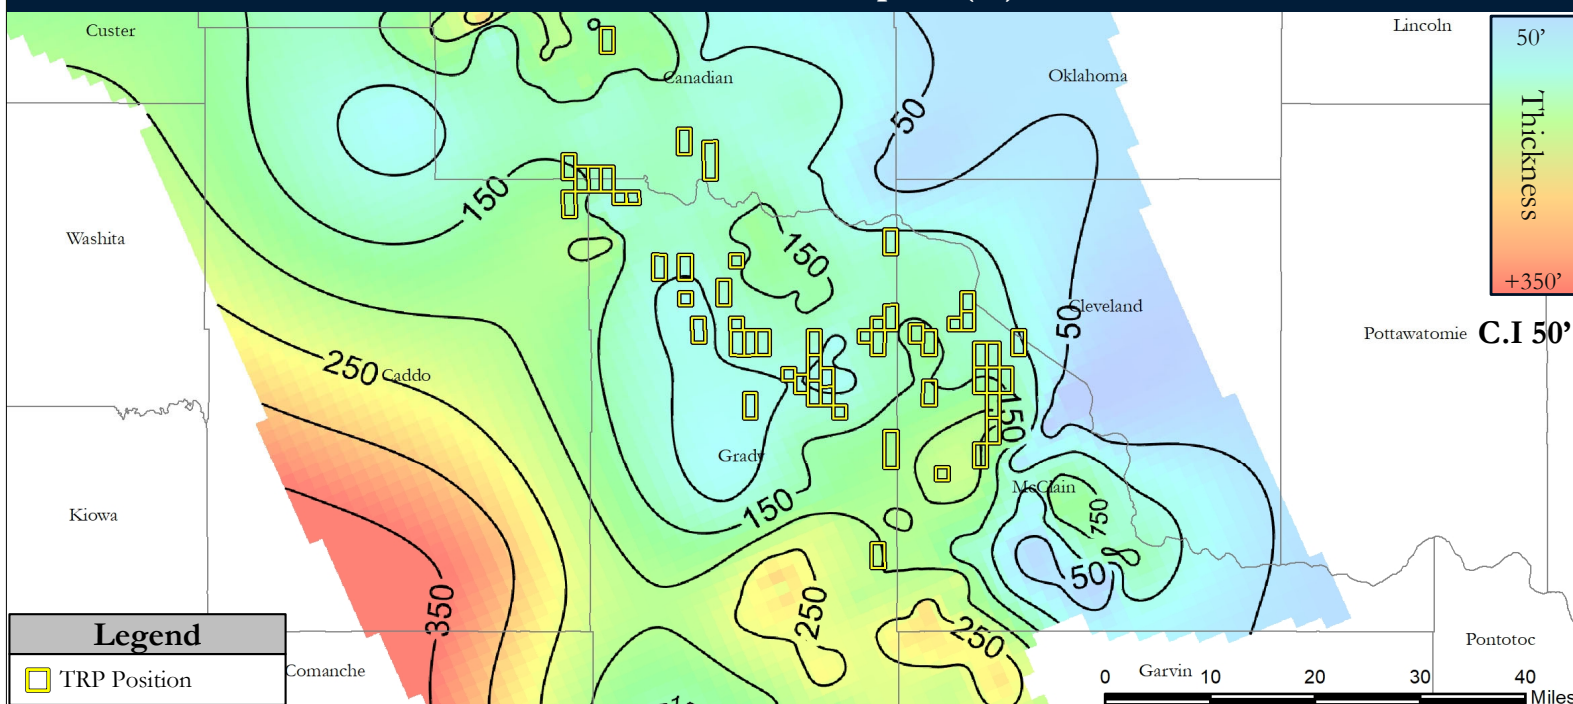 Custer
Lincoln
50’
Canadian
Oklahoma
50
Thickness
150
Washita
150
+350’
Cleveland
50
Pottawatomie
C.I 50’
250
Caddo
150
Grady
McClain
150
150
Kiowa
50
350
250
250
Legend
TRP Position
Comanche
Garvin
Pontotoc
0 10 20 30 40
Miles